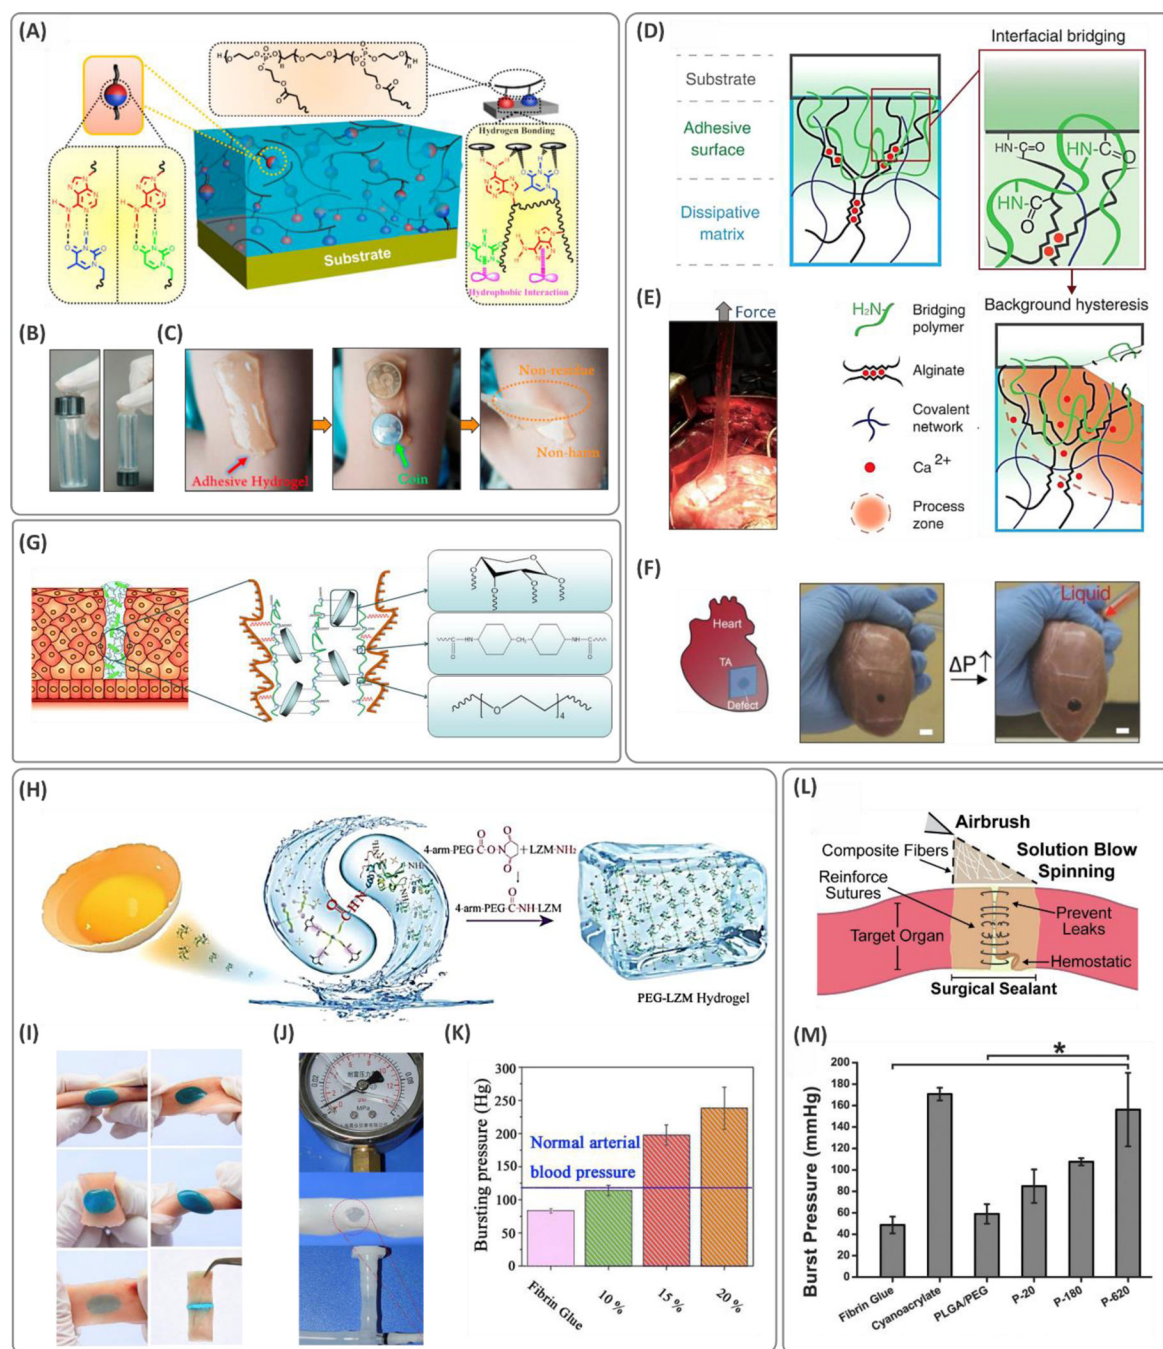 (A)
Hydrogen Bonding
Substrate
Hydrophobic Interaction
(B)
(C)
Adhesive Hydrogel
Coin
Non-residue
Non-harm
(D)
Interfacial bridging
Substrate
Adhesive
surface
Dissipative
matrix
Background hysteresis
(E)
Force
H₂N
Bridging
polymer
Alginate
Covalent
network
Ca²⁺
Process
zone
(F)
Heart
TA
Defect
ΔP↑
Liquid
(G)
(H)
4-arm-PEG
+ LZM-NH₂
4-arm-PEG-C-NH-LZM
PEG-LZM Hydrogel
(I)
(J)
MPa
(K)
Bursting pressure (Hg)
300
250
200
150
100
50
0
Normal arterial
blood pressure
Fibrin Glue
10 %
15 %
20 %
(L)
Airbrush
Composite Fibers
Solution Blow
Spinning
Reinforce
Sutures
Prevent
Leaks
Target Organ
Hemostatic
Surgical Sealant
(M)
*
Burst Pressure (mmHg)
200
180
160
140
120
100
80
60
40
20
0
Fibrin Glue
Cyanoacrylate
PLGA/PEG
P-20
P-180
P-620